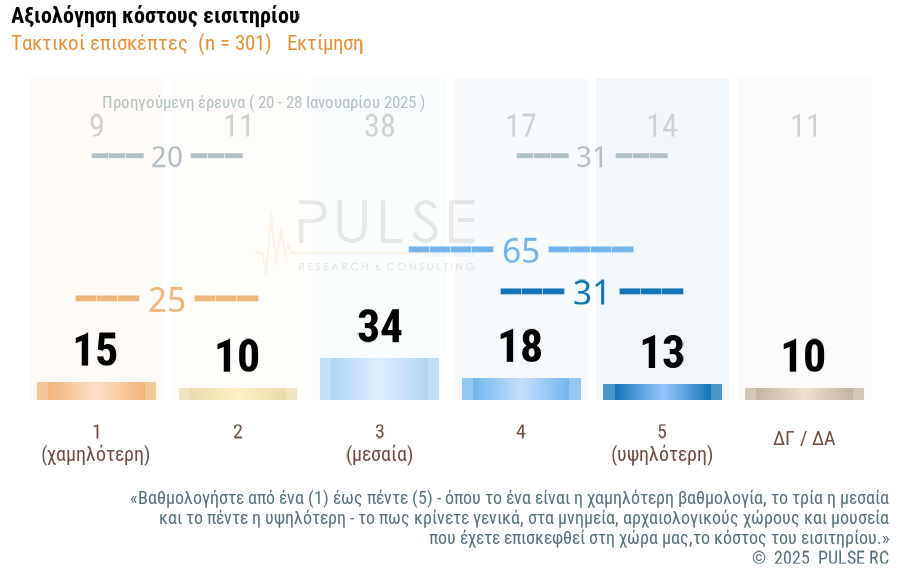 Αξιολόγηση κόστους εισιτηρίου
Τακτικοί επισκέπτες (n = 301) Εκτίμηση
Προηγούμενη έρευνα ( 20 - 28 Ιανουαρίου 2025 )
9 11 38 17 14 11
20 31
PULSE
65
RESEARCH & CONSULTING
25 31
15 10 34 18 13 10
1 2 3 4 5 ΔΓ / ΔΑ
(χαμηλότερη) (μεσαία) (υψηλότερη)
«Βαθμολογήστε από ένα (1) έως πέντε (5) - όπου το ένα είναι η χαμηλότερη βαθμολογία, το τρία η μεσαία
και το πέντε η υψηλότερη - το πως κρίνετε γενικά, στα μνημεία, αρχαιολογικούς χώρους και μουσεία
που έχετε επισκεφθεί στη χώρα μας,το κόστος του εισιτηρίου.»
© 2025 PULSE RC